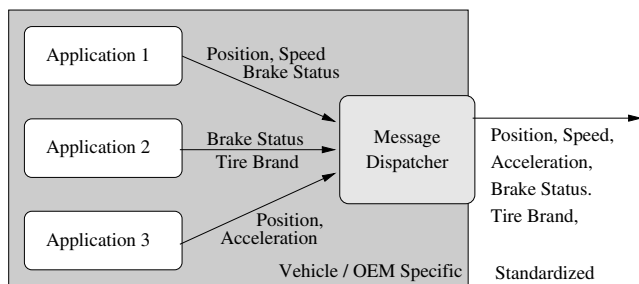 Application 1
Position, Speed
Brake Status
Application 2
Brake Status
Tire Brand
Application 3
Position,
Acceleration
Message
Dispatcher
Position, Speed,
Acceleration,
Brake Status.
Tire Brand,
Vehicle / OEM Specific
Standardized